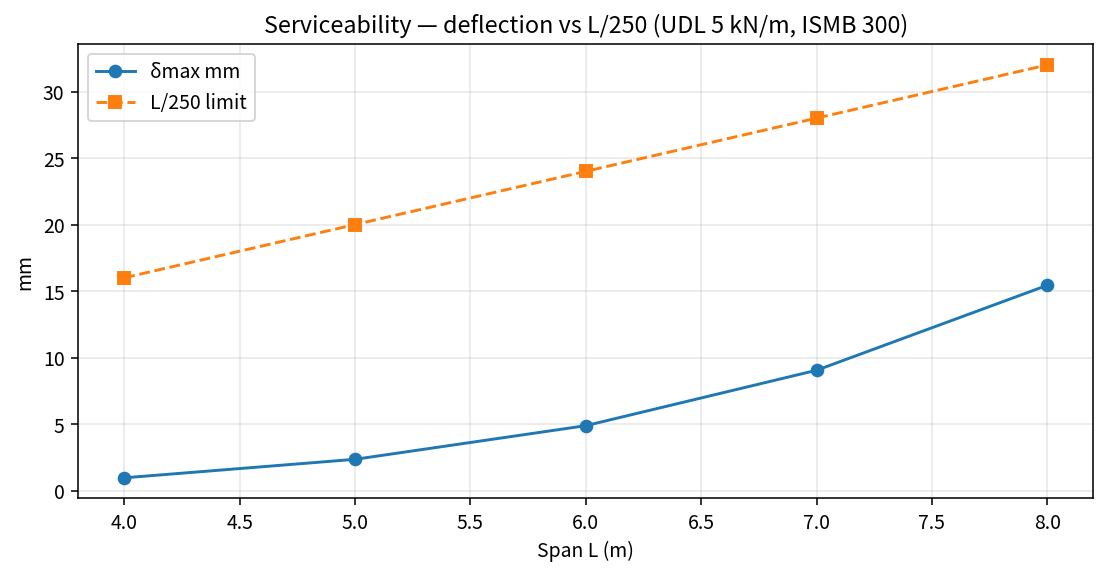 Serviceability — deflection vs L/250 (UDL 5 kN/m, ISMB 300)
δmax mm
L/250 limit
30
25
20
15
10
5
0
mm
4.0 4.5 5.0 5.5 6.0 6.5 7.0 7.5 8.0
Span L (m)